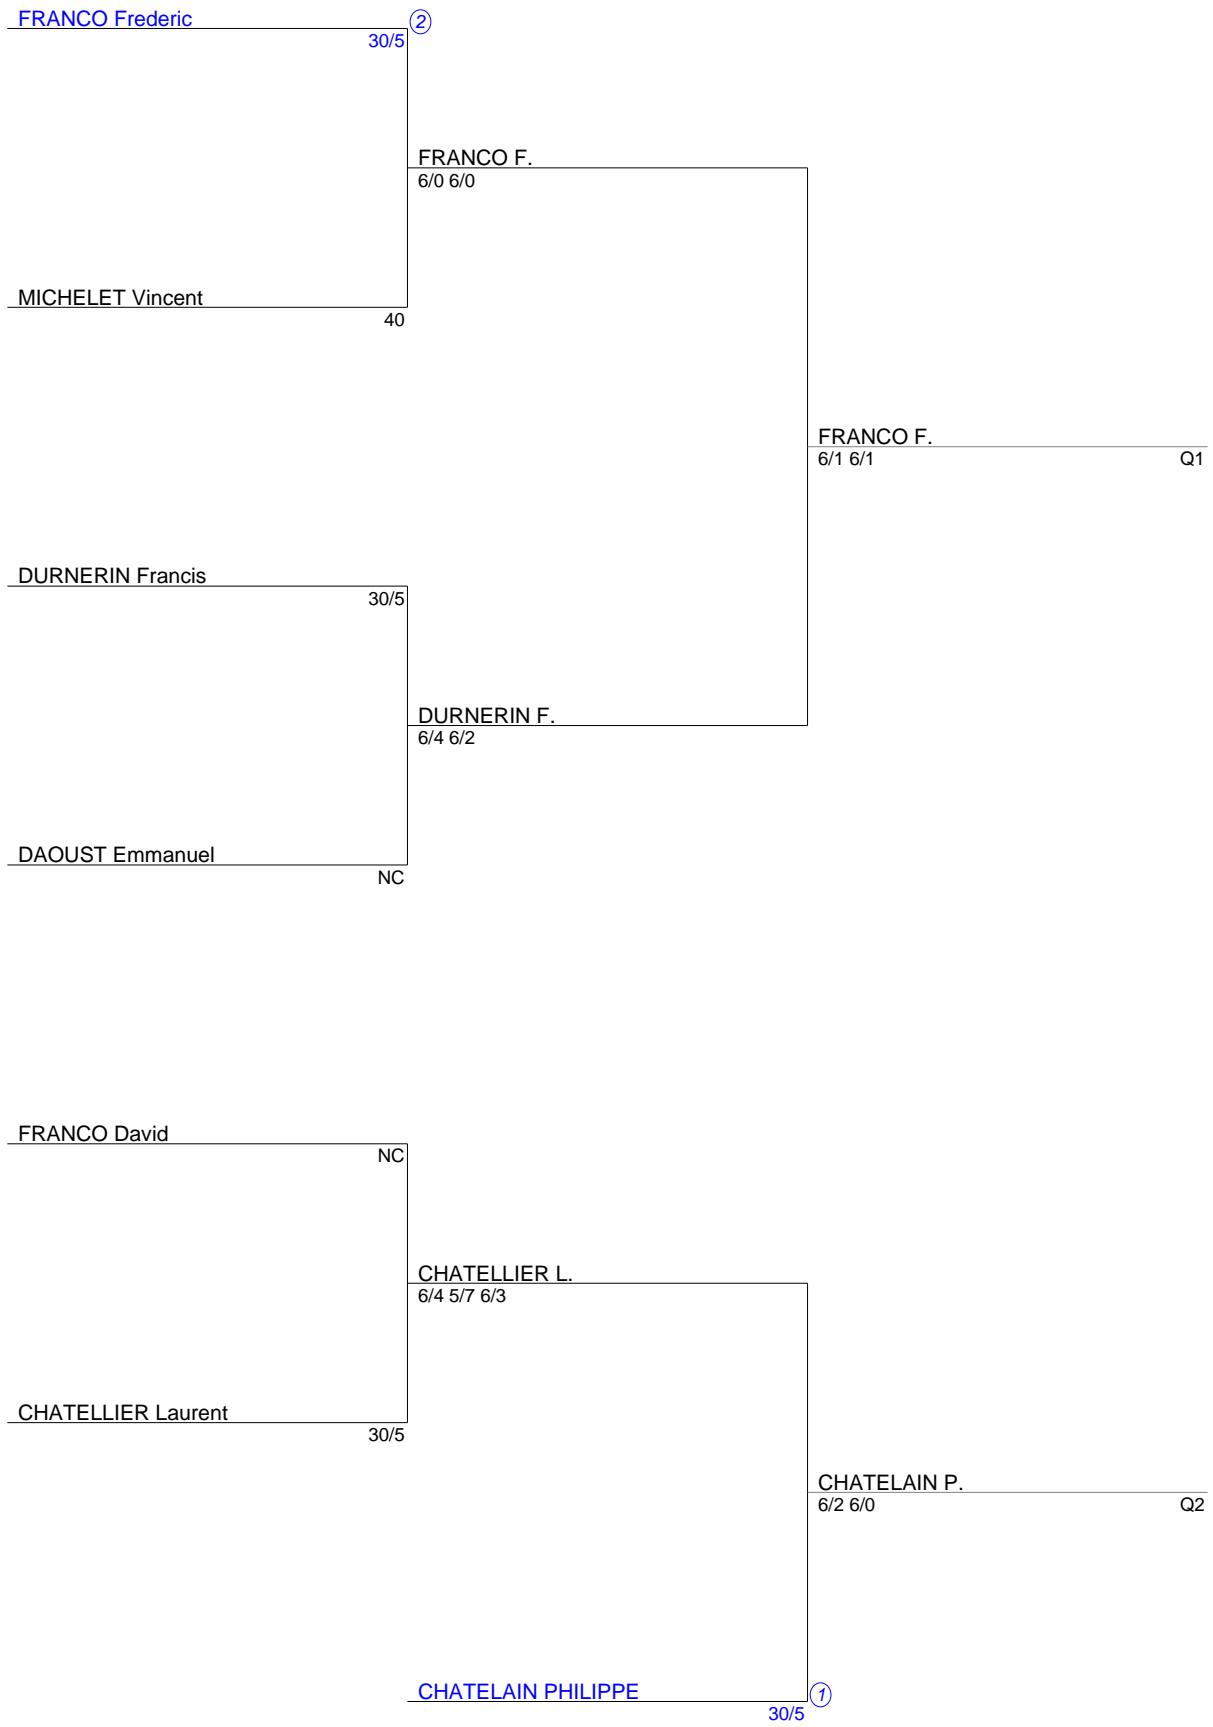 FRANCO Frederic
2
30/5
FRANCO F.
6/0 6/0
MICHELET Vincent
40
FRANCO F.
6/1 6/1
Q1
DURNERIN Francis
30/5
DURNERIN F.
6/4 6/2
DAOUST Emmanuel
NC
FRANCO David
NC
CHATELLIER L.
6/4 5/7 6/3
CHATELLIER Laurent
30/5
CHATELAIN P.
6/2 6/0
Q2
CHATELAIN PHILIPPE
1
30/5